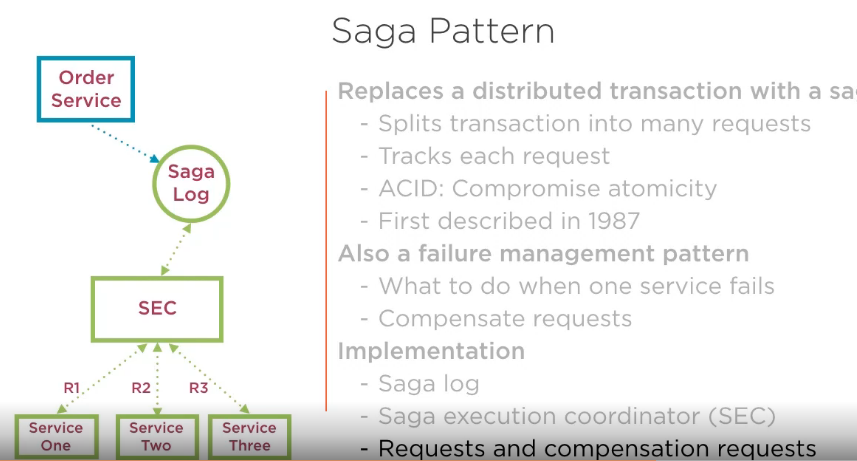 Saga Pattern
Order
Service
Saga
Log
SEC
R1
R2
R3
Service
One
Service
Two
Service
Three
Replaces a distributed transaction with a sa
- Splits transaction into many requests
- Tracks each request
- ACID: Compromise atomicity
- First described in 1987
Also a failure management pattern
- What to do when one service fails
- Compensate requests
Implementation
- Saga log
- Saga execution coordinator (SEC)
- Requests and compensation requests